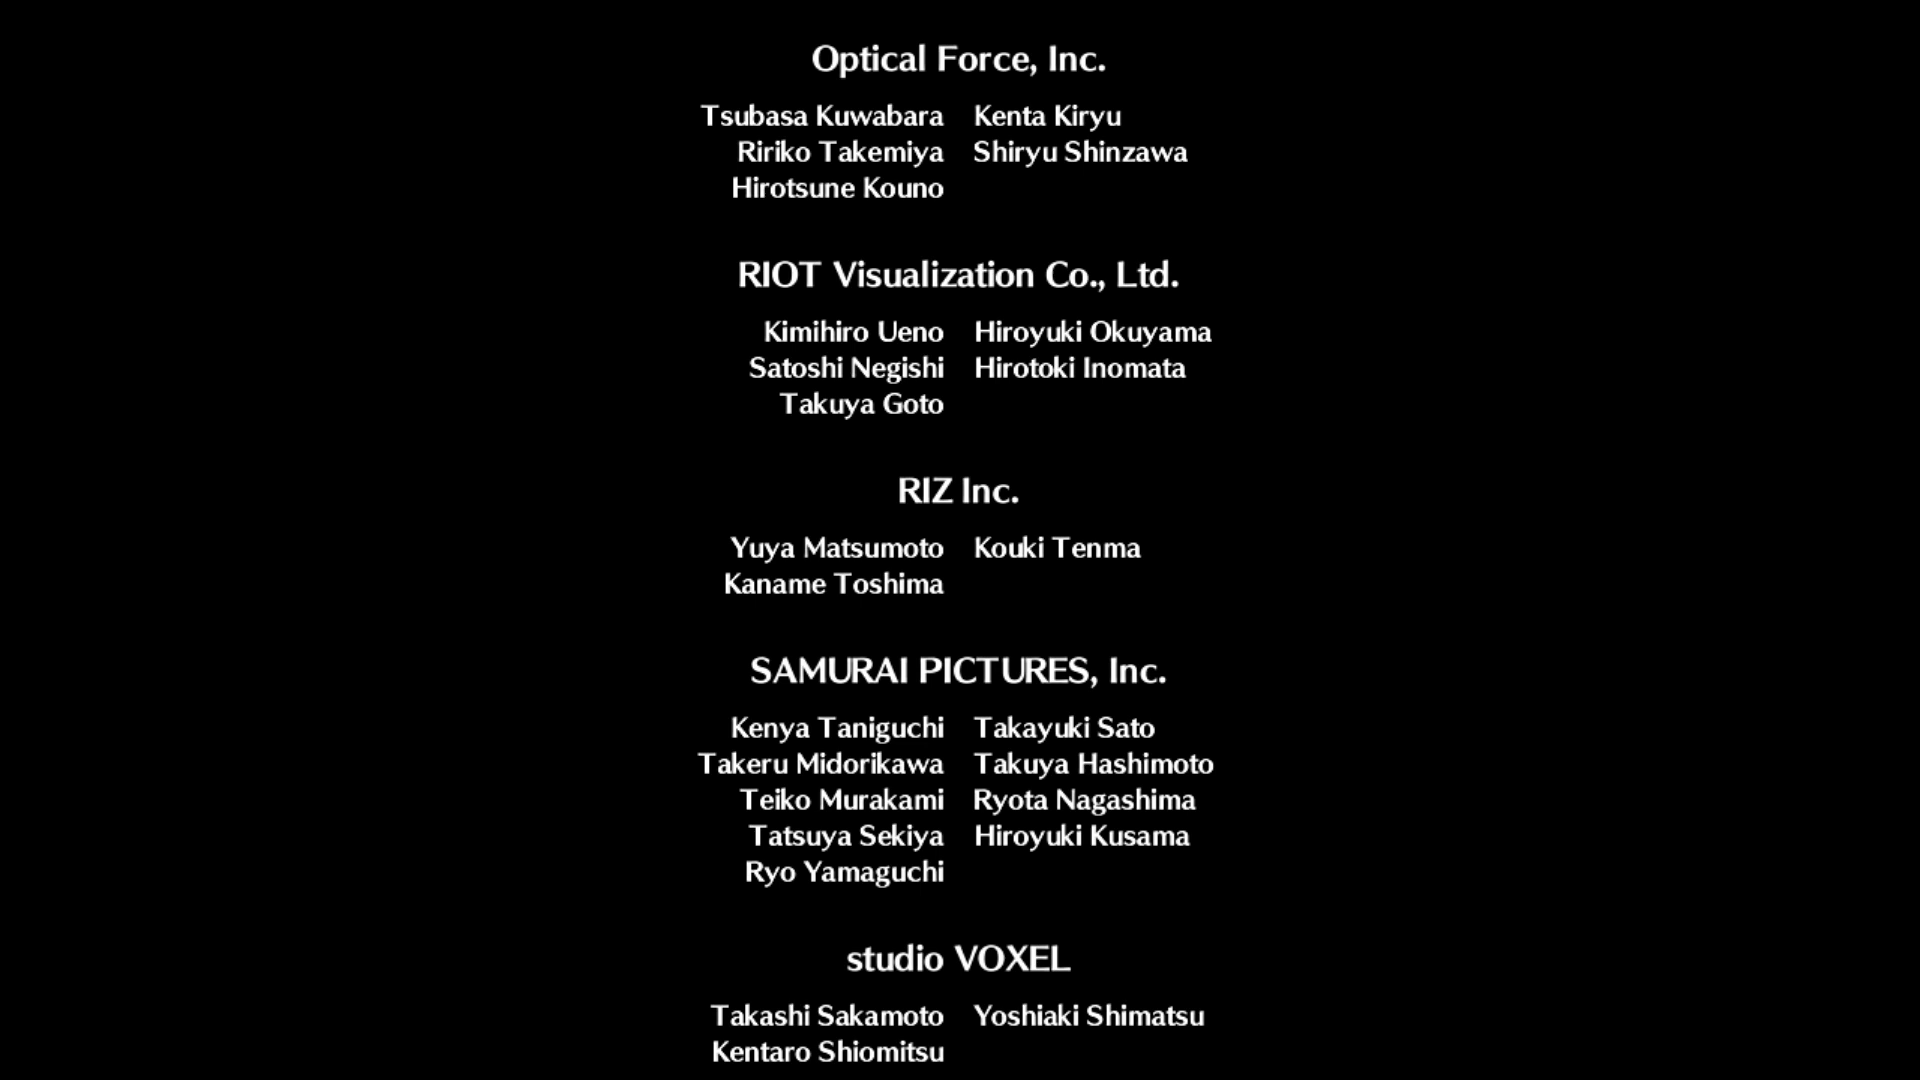 Optical Force, Inc.
Tsubasa Kuwabara Kenta Kiryu
Ririko Takemiya Shiryu Shinzawa
Hirotsune Kouno
RIOT Visualization Co., Ltd.
Kimihiro Ueno Hiroyuki Okuyama
Satoshi Negishi Hirotoki Inomata
Takuya Goto
RIZ Inc.
Yuya Matsumoto Kouki Tenma
Kaname Toshima
SAMURAI PICTURES, Inc.
Kenya Taniguchi Takayuki Sato
Takeru Midorikawa Takuya Hashimoto
Teiko Murakami Ryota Nagashima
Tatsuya Sekiya Hiroyuki Kusama
Ryo Yamaguchi
studio VOXEL
Takashi Sakamoto Yoshiaki Shimatsu
Kentaro Shiomitsu